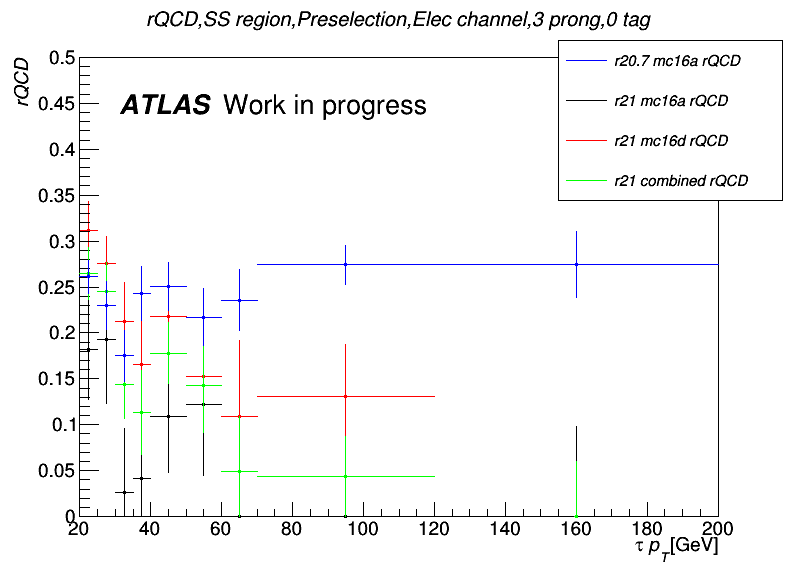 rQCD,SS region,Preselection,Elec channel,3 prong,0 tag
rQCD
0.5
0.45
0.4
0.35
0.3
0.25
0.2
0.15
0.1
0.05
0
ATLAS Work in progress
r20.7 mc16a rQCD
r21 mc16a rQCD
r21 mc16d rQCD
r21 combined rQCD
20 40 60 80 100 120 140 160 180 200
τ p_T[GeV]